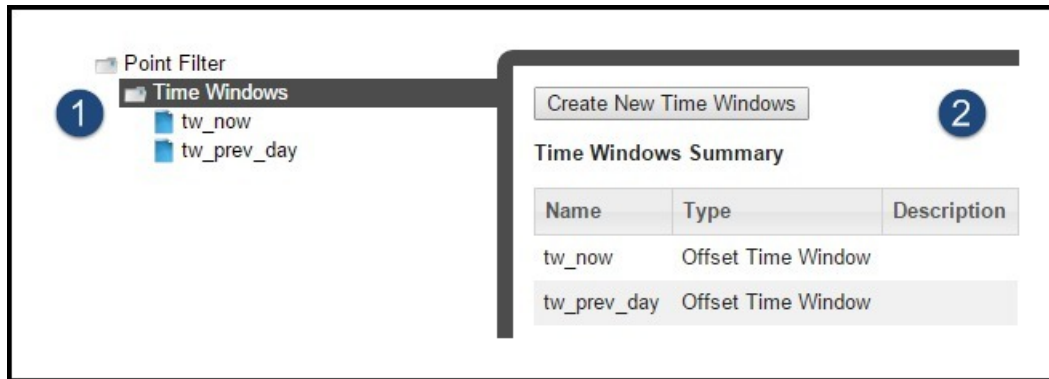 Point Filter
Time Windows
1
tw_now
tw_prev_day
Create New Time Windows
2
Time Windows Summary
Name Type Description
tw_now Offset Time Window
tw_prev_day Offset Time Window